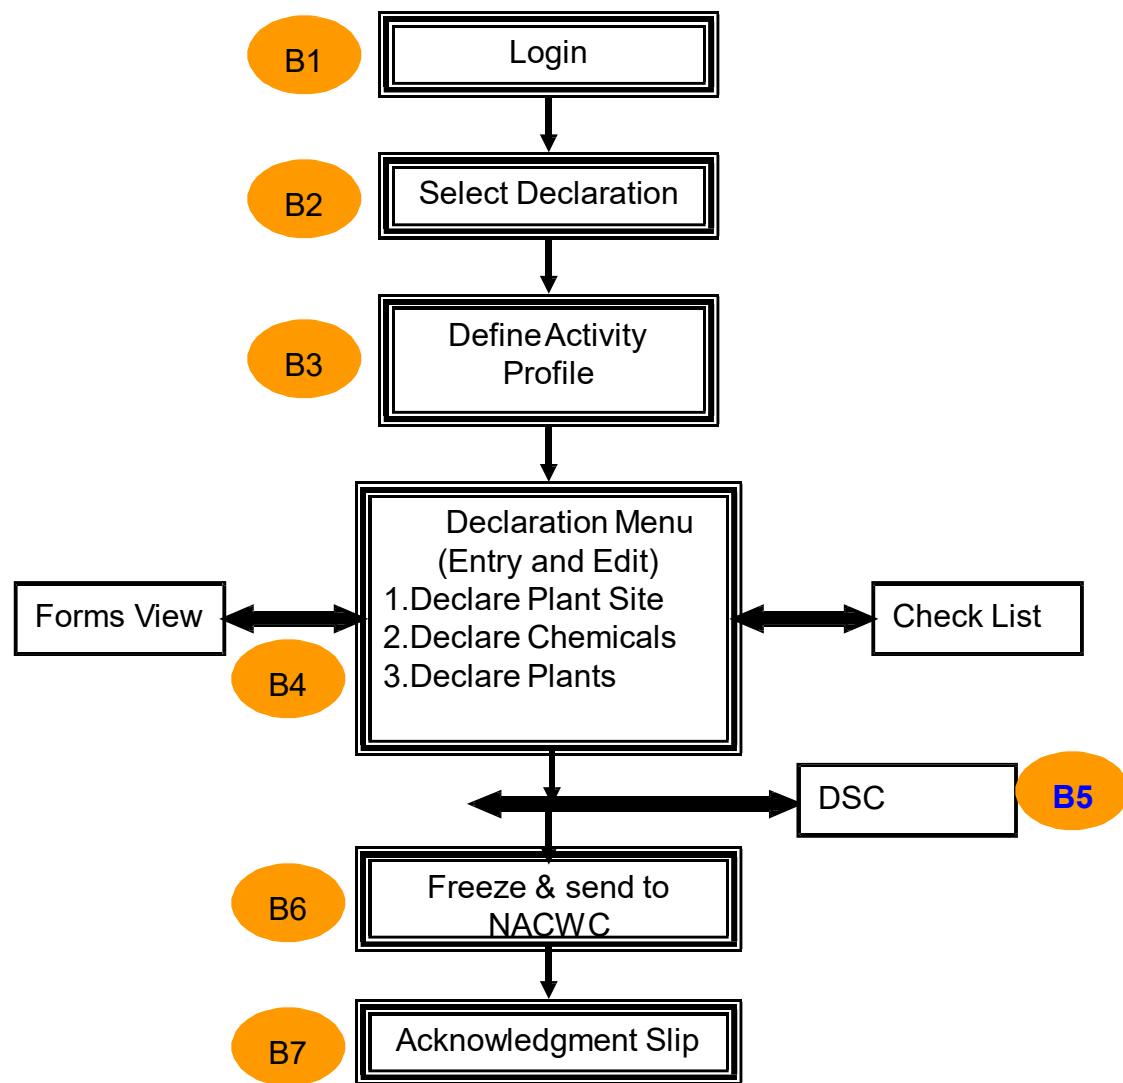 B1
Login
B2
Select Declaration
B3
Define Activity
Profile
Declaration Menu
(Entry and Edit)
1.Declare Plant Site
2.Declare Chemicals
3.Declare Plants
Forms View
Check List
B4
DSC
B5
B6
Freeze & send to
NACWC
B7
Acknowledgment Slip